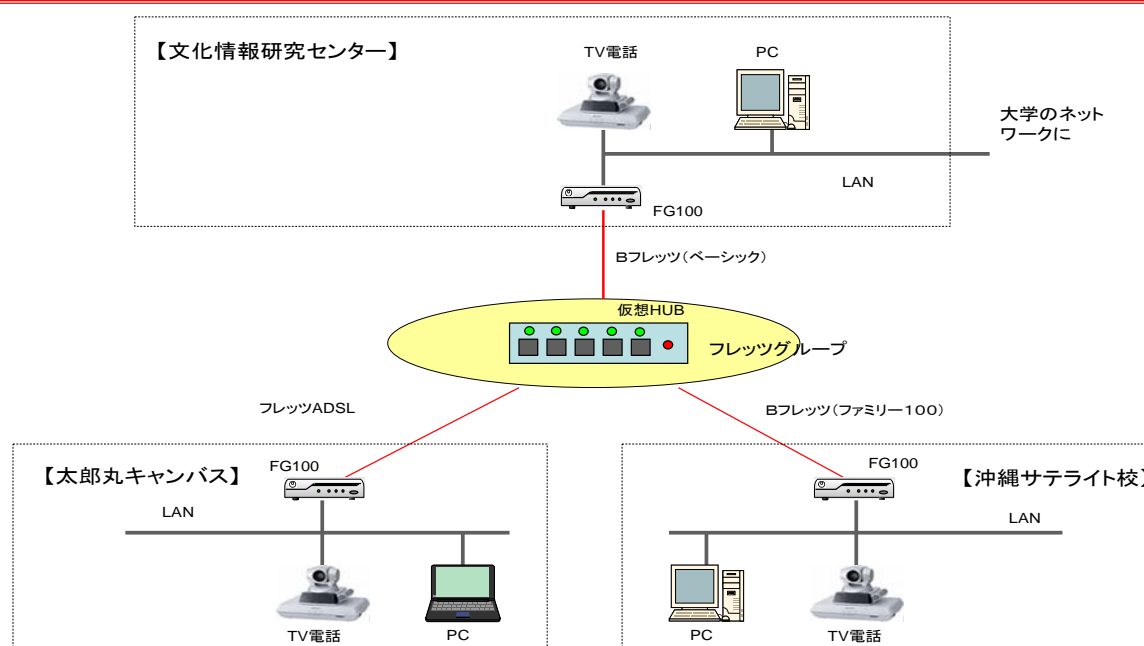 【文化情報研究センター】
TV電話
PC
大学のネット
ワークに
LAN
FG100
Bフレッツ（ベーシック）
仮想HUB
フレッツグループ
フレッツADSL
Bフレッツ（ファミリー１００）
【太郎丸キャンバス】
FG100
LAN
TV電話
PC
FG100
【沖縄サテライト校】
LAN
PC
TV電話